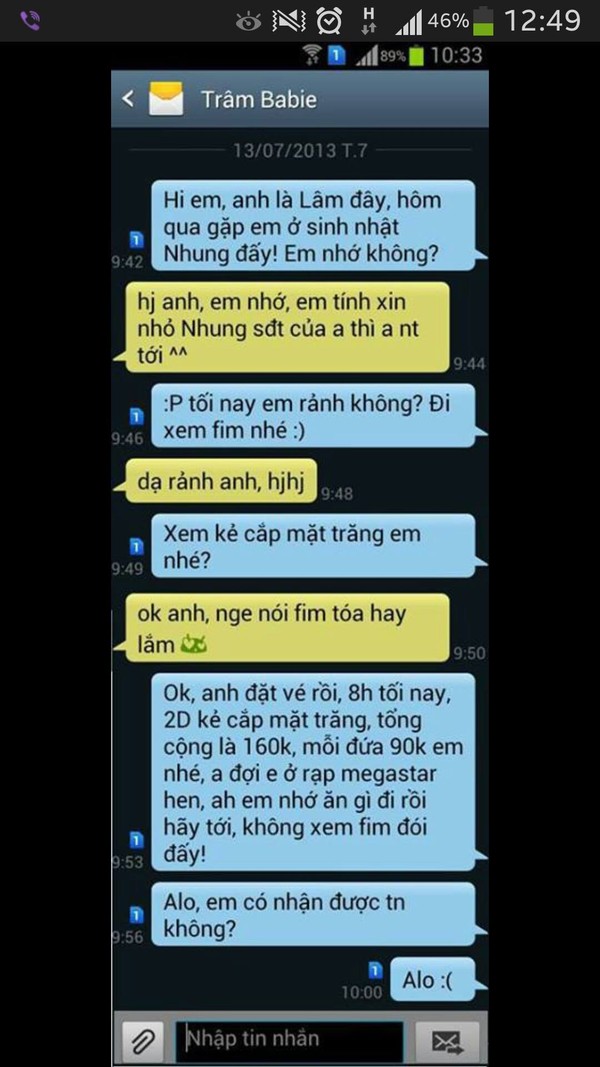 H
46%
12:49
1
89%
10:33
Trâm Babie
13/07/2013 T.7
Hi em, anh là Lâm đây, hôm
qua gặp em ở sinh nhật
Nhung đấy! Em nhớ không?
1
9:42
hj anh, em nhớ, em tính xin
nhỏ Nhung sđt của a thì a nt
tới ^^
9:44
:P tối nay em rảnh không? Đi
xem fim nhé :)
1
9:46
dạ rảnh anh, hjhj
9:48
Xem kẻ cắp mặt trăng em
nhé?
1
9:49
ok anh, nge nói fim tóa hay
lắm
9:50
Ok, anh đặt vé rồi, 8h tối nay,
2D kẻ cắp mặt trăng, tổng
cộng là 160k, mỗi đứa 90k em
nhé, a đợi e ở rạp megastar
hen, ah em nhớ ăn gì đi rồi
hãy tới, không xem fim đói
đấy!
1
9:53
Alo, em có nhận được tn
không?
1
9:56
Alo :(
1
10:00
Nhập tin nhắn